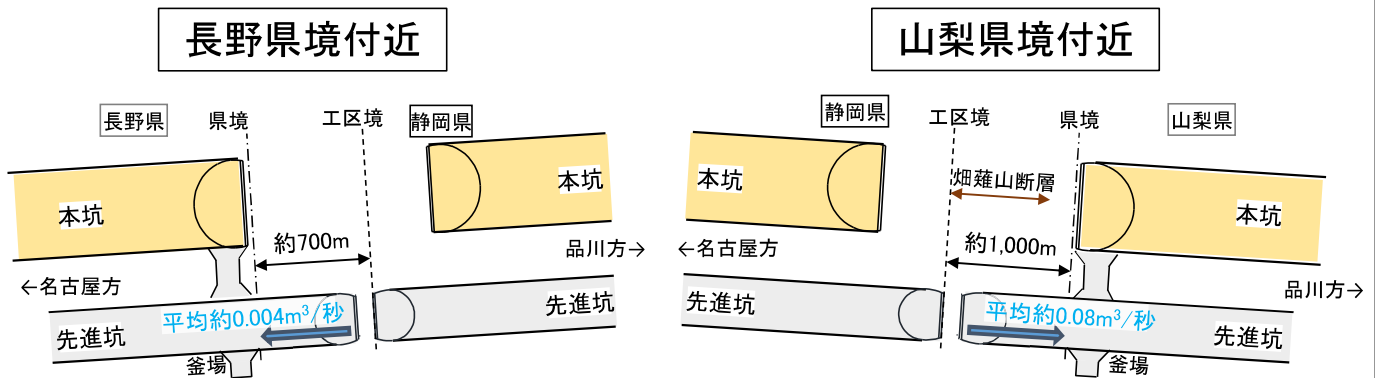 長野県境付近
長野県
県境
工区境
静岡県
本坑
本坑
約700m
品川方→
←名古屋方
先進坑
平均約0.004m³/秒
先進坑
釜場
山梨県境付近
静岡県
工区境
県境
山梨県
畑薙山断層
本坑
本坑
約1,000m
←名古屋方
品川方→
先進坑
平均約0.08m³/秒
先進坑
釜場